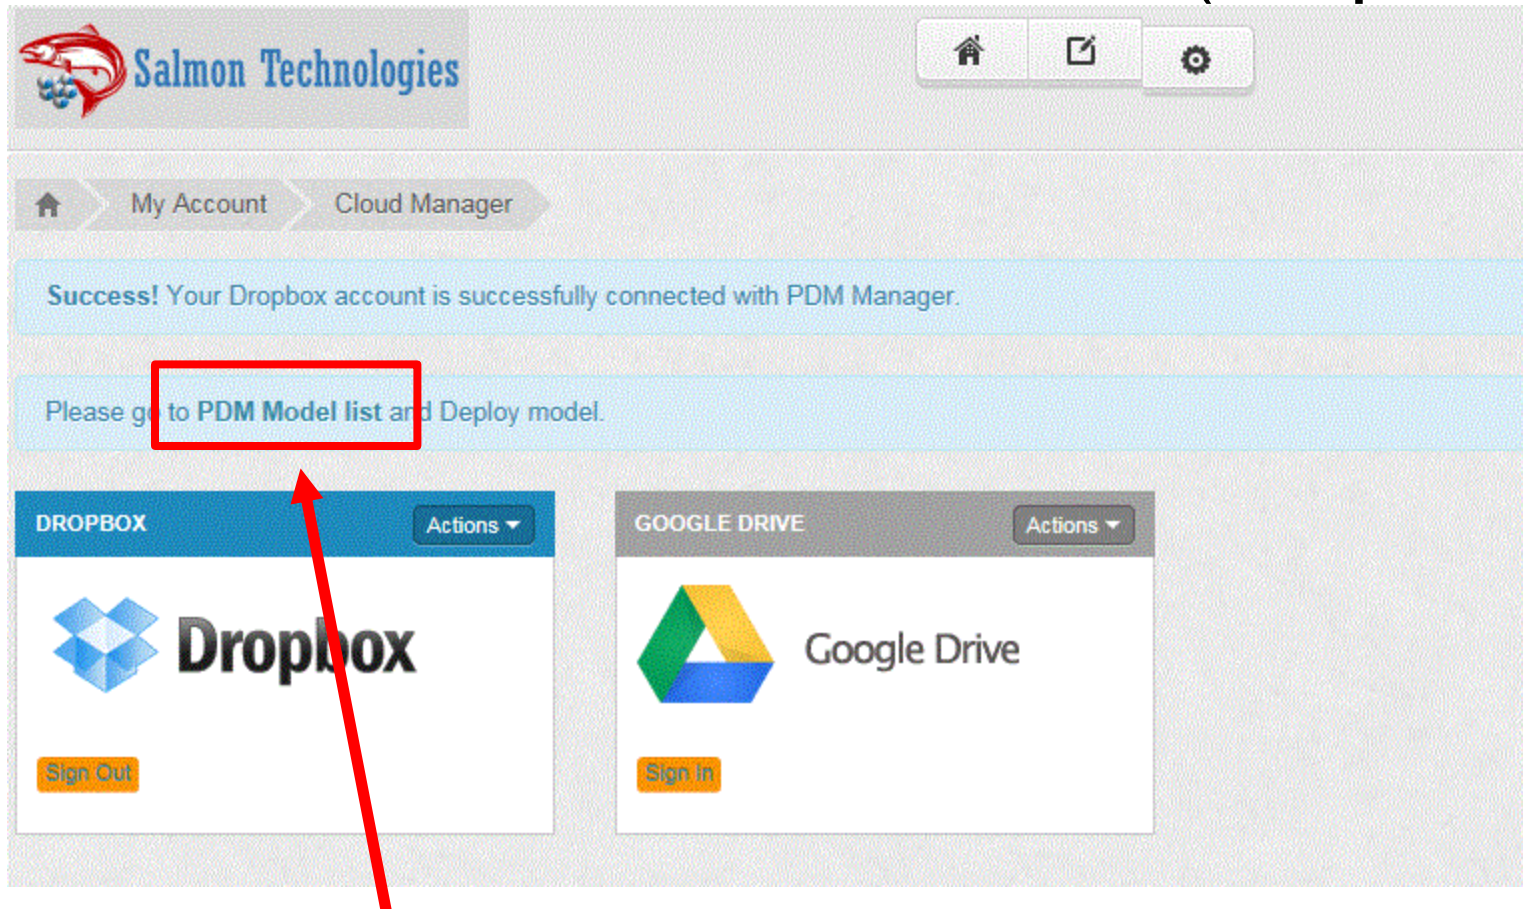 Salmon Technologies
My Account Cloud Manager
Success! Your Dropbox account is successfully connected with PDM Manager.
Please go to PDM Model list and Deploy model.
DROPBOX Actions
GOOGLE DRIVE Actions
Dropbox
Google Drive
Sign Out
Sign In